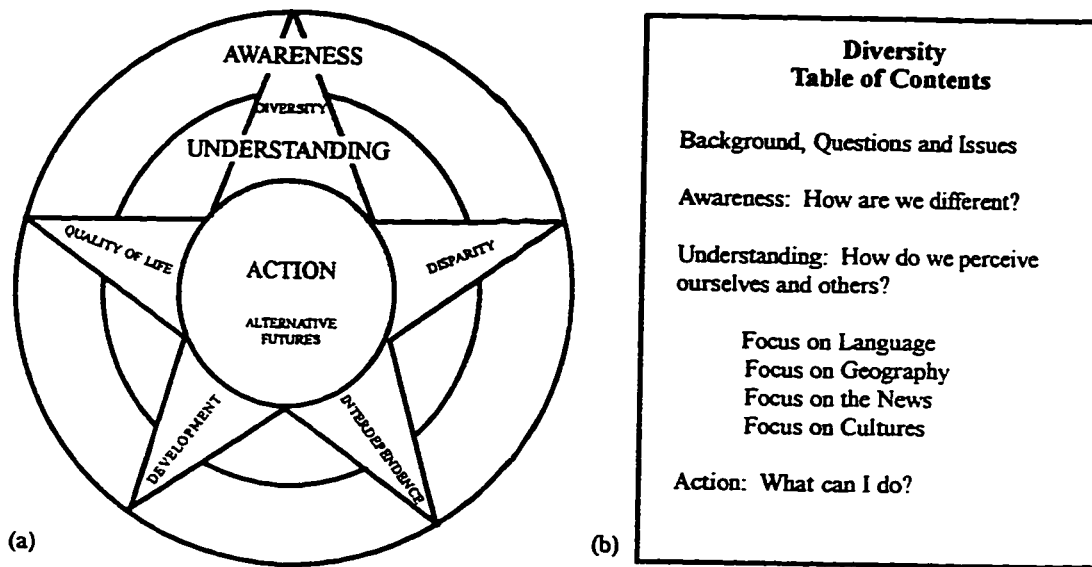 AWARENESS
DIVERSITY
UNDERSTANDING
QUALITY OF LIFE
DISPARITY
ACTION
ALTERNATIVE
FUTURES
DEVELOPMENT
INTERDEPENDENCE
(a)
Diversity
Table of Contents
Background, Questions and Issues
Awareness: How are we different?
Understanding: How do we perceive
ourselves and others?
Focus on Language
Focus on Geography
Focus on the News
Focus on Cultures
Action: What can I do?
(b)